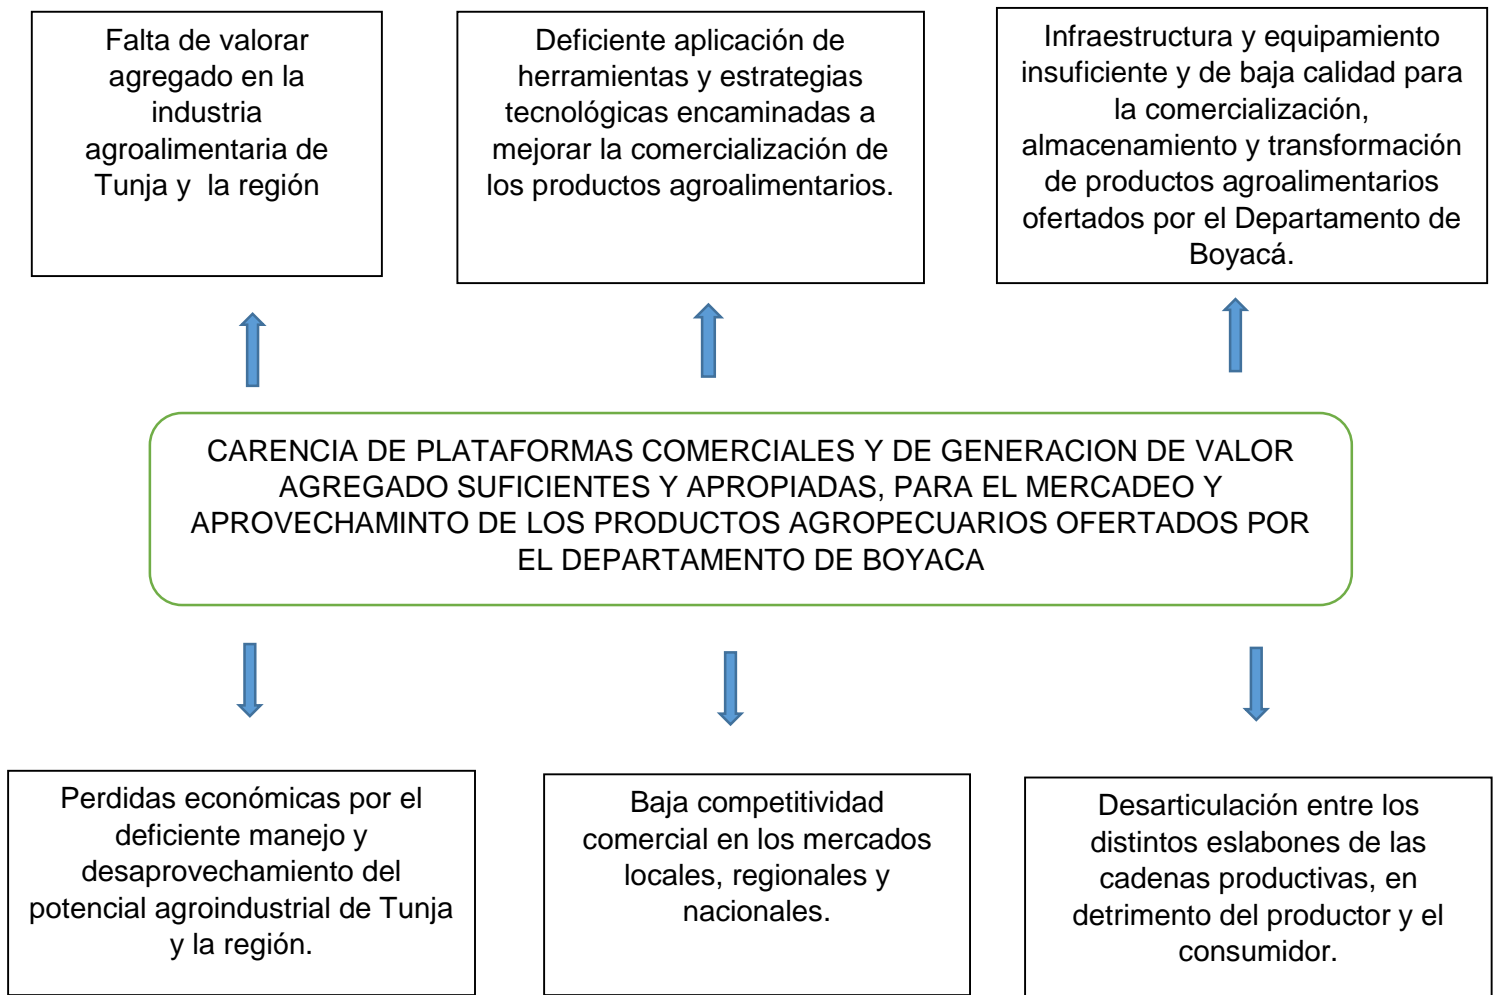 Falta de valorar
agregado en la
industria
agroalimentaria de
Tunja y  la región
Deficiente aplicación de
herramientas y estrategias
tecnológicas encaminadas a
mejorar la comercialización de
los productos agroalimentarios.
Infraestructura y equipamiento
insuficiente y de baja calidad para
la comercialización,
almacenamiento y transformación
de productos agroalimentarios
ofertados por el Departamento de
Boyacá.
CARENCIA DE PLATAFORMAS COMERCIALES Y DE GENERACION DE VALOR
AGREGADO SUFICIENTES Y APROPIADAS, PARA EL MERCADEO Y
APROVECHAMINTO DE LOS PRODUCTOS AGROPECUARIOS OFERTADOS POR
EL DEPARTAMENTO DE BOYACA
Perdidas económicas por el
deficiente manejo y
desaprovechamiento del
potencial agroindustrial de Tunja
y la región.
Baja competitividad
comercial en los mercados
locales, regionales y
nacionales.
Desarticulación entre los
distintos eslabones de las
cadenas productivas, en
detrimento del productor y el
consumidor.